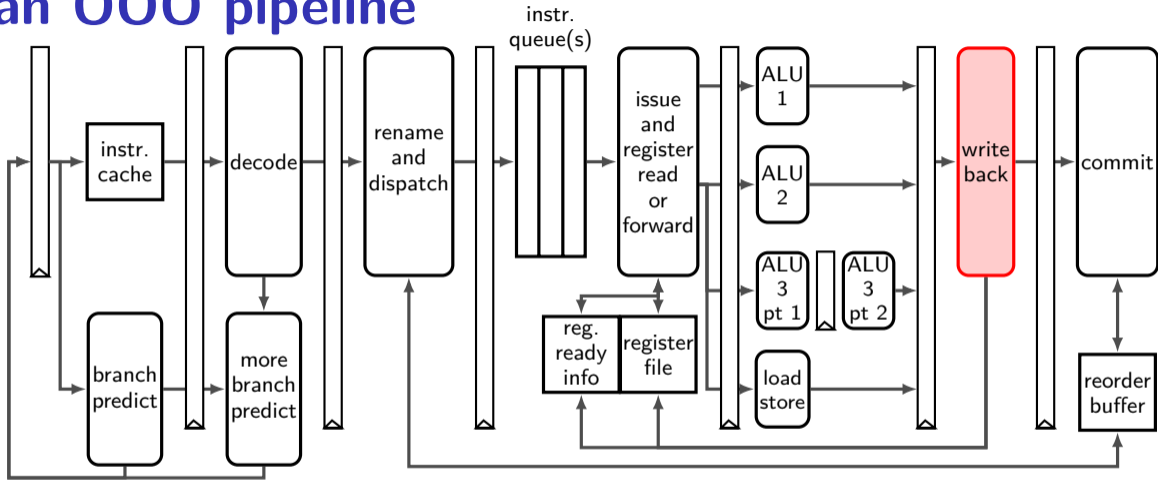 an OOO pipeline
instr.
queue(s)
instr.
cache
decode
rename
and
dispatch
issue
and
register
read
or
forward
ALU
1
ALU
2
ALU
3
pt 1
ALU
3
pt 2
load
store
write
back
commit
branch
predict
more
branch
predict
reg.
ready
info
register
file
reorder
buffer